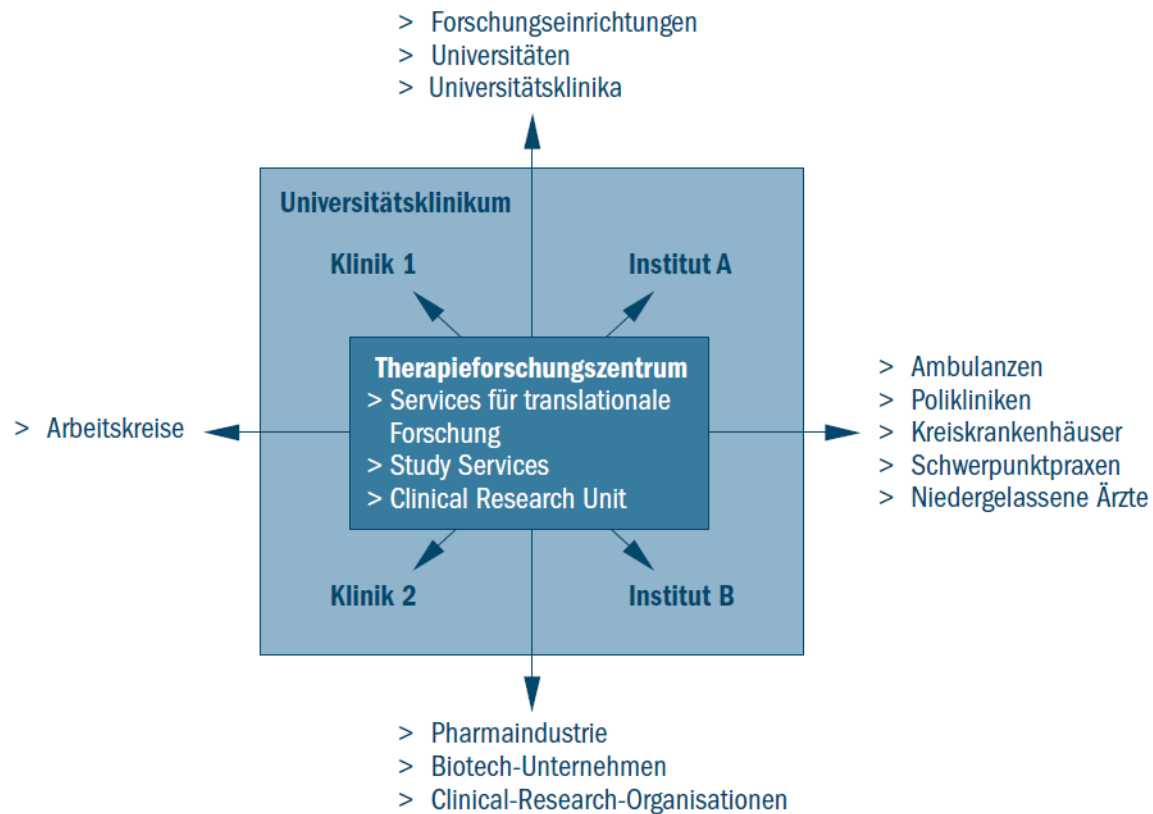 > Forschungseinrichtungen
> Universitäten
> Universitätsklinika
Universitätsklinikum
Klinik 1
Institut A
Therapieforschungszentrum
> Services für translationale
Forschung
> Study Services
> Clinical Research Unit
> Arbeitskreise
> Ambulanzen
> Polikliniken
> Kreiskrankenhäuser
> Schwerpunktpraxen
> Niedergelassene Ärzte
Klinik 2
Institut B
> Pharmaindustrie
> Biotech-Unternehmen
> Clinical-Research-Organisationen